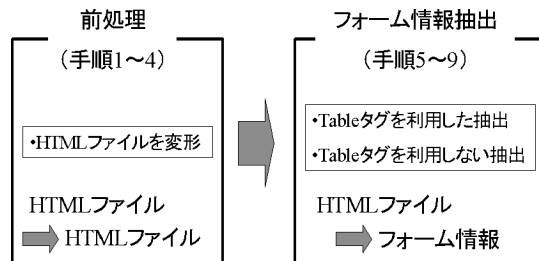 前処理
(手順1～4)
•HTMLファイルを変形
HTMLファイル
HTMLファイル
フォーム情報抽出
(手順5～9)
•Tableタグを利用した抽出
•Tableタグを利用しない抽出
HTMLファイル
フォーム情報